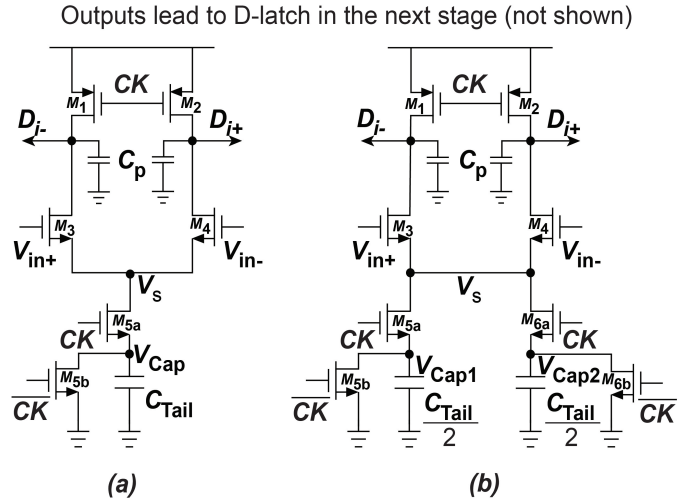 Outputs lead to D-latch in the next stage (not shown)
CK CK
M1 M2 M1 M2
Di- Di+ Di- Di+
Cp Cp
M3 M4 M3 M4
Vin+ Vin- Vin+ Vin-
VS VS
M5a M5a M6a
CK CK CK
VCap VCap1 VCap2
M5b M5b M6b
CK CTail CK CTail/2 CTail/2 CK
(a) (b)